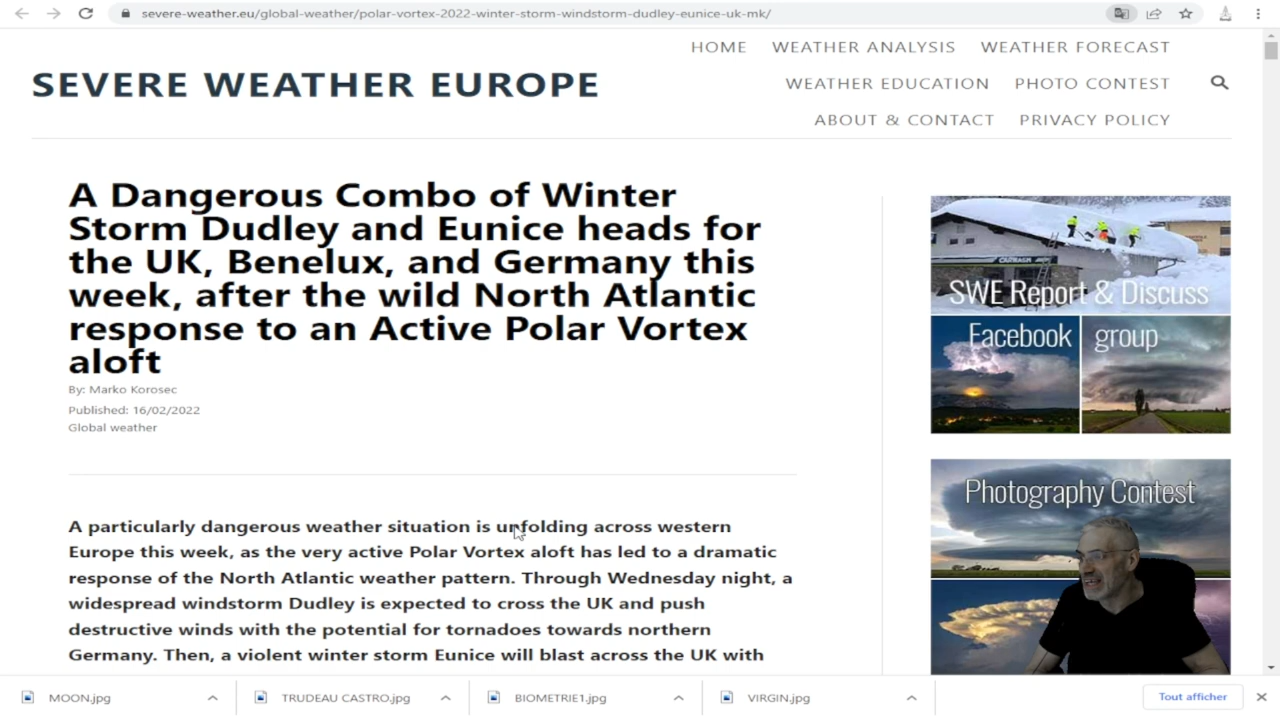 severe-weather.eu/global-weather/polar-vortex-2022-winter-storm-windstorm-dudley-eunice-uk-mk/
HOME WEATHER ANALYSIS WEATHER FORECAST
SEVERE WEATHER EUROPE
WEATHER EDUCATION PHOTO CONTEST
ABOUT & CONTACT PRIVACY POLICY
A Dangerous Combo of Winter
Storm Dudley and Eunice heads for
the UK, Benelux, and Germany this
week, after the wild North Atlantic
response to an Active Polar Vortex
aloft
By: Marko Korosec
Published: 16/02/2022
Global weather
A particularly dangerous weather situation is unfolding across western
Europe this week, as the very active Polar Vortex aloft has led to a dramatic
response of the North Atlantic weather pattern. Through Wednesday night, a
widespread windstorm Dudley is expected to cross the UK and push
destructive winds with the potential for tornadoes towards northern
Germany. Then, a violent winter storm Eunice will blast across the UK with
SWE Report & Discuss
Facebook group
Photography Contest
MOON.jpg
TRUDEAU CASTRO.jpg
BIOMETRIE1.jpg
VIRGIN.jpg
Tout afficher